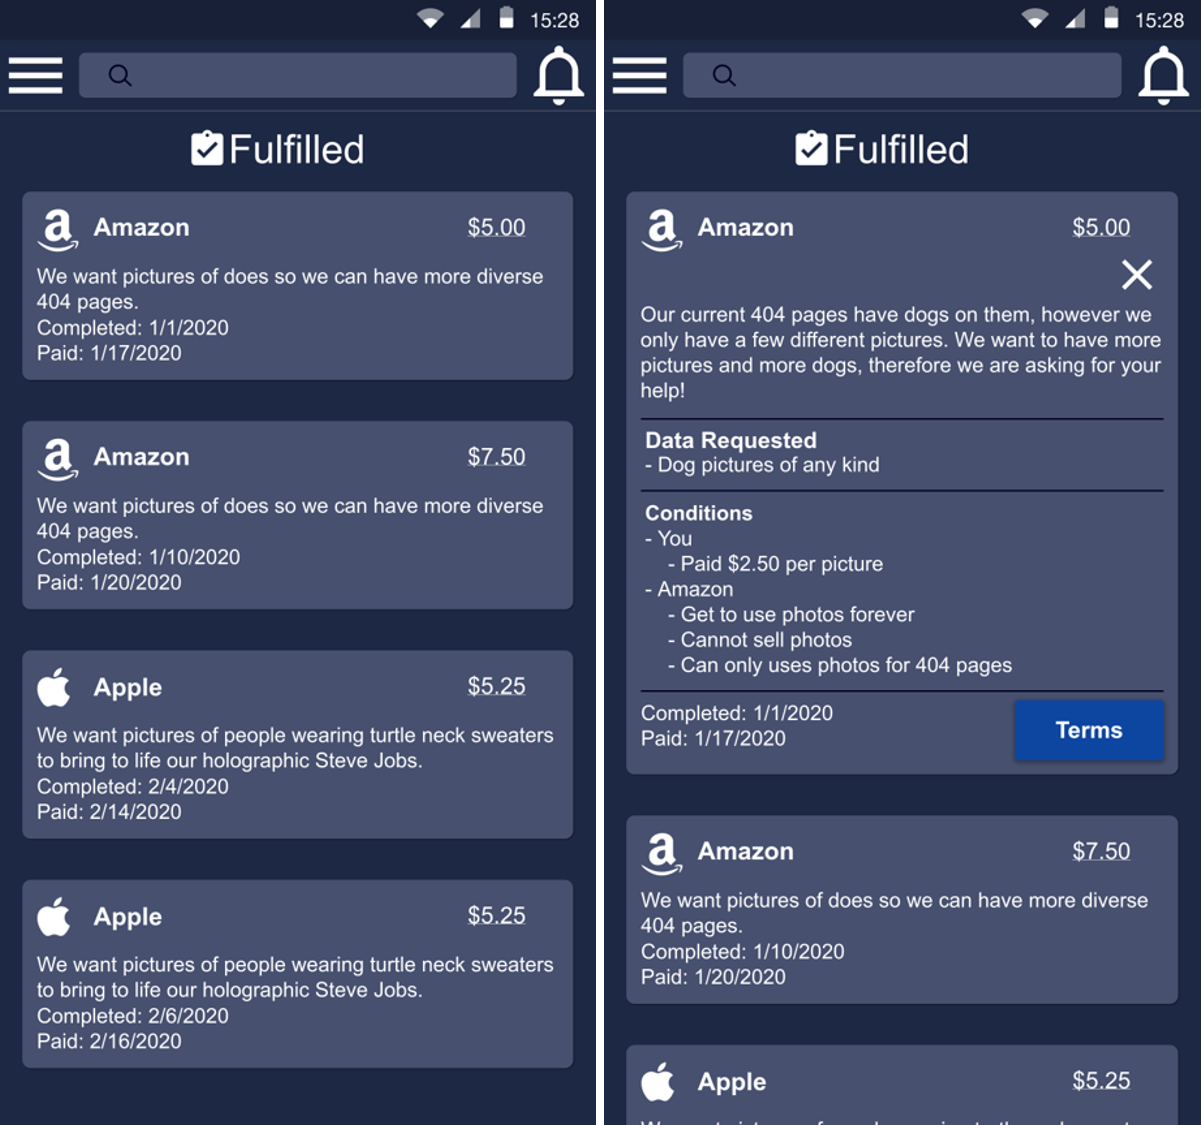 15:28
Fulfilled
Amazon $5.00
We want pictures of does so we can have more diverse
404 pages.
Completed: 1/1/2020
Paid: 1/17/2020
Amazon $7.50
We want pictures of does so we can have more diverse
404 pages.
Completed: 1/10/2020
Paid: 1/20/2020
Apple $5.25
We want pictures of people wearing turtle neck sweaters
to bring to life our holographic Steve Jobs.
Completed: 2/4/2020
Paid: 2/14/2020
Apple $5.25
We want pictures of people wearing turtle neck sweaters
to bring to life our holographic Steve Jobs.
Completed: 2/6/2020
Paid: 2/16/2020
15:28
Fulfilled
Amazon $5.00
Our current 404 pages have dogs on them, however we
only have a few different pictures. We want to have more
pictures and more dogs, therefore we are asking for your
help!
Data Requested
- Dog pictures of any kind
Conditions
- You
- Paid $2.50 per picture
- Amazon
- Get to use photos forever
- Cannot sell photos
- Can only uses photos for 404 pages
Completed: 1/1/2020
Paid: 1/17/2020
Terms
Amazon $7.50
We want pictures of does so we can have more diverse
404 pages.
Completed: 1/10/2020
Paid: 1/20/2020
Apple $5.25